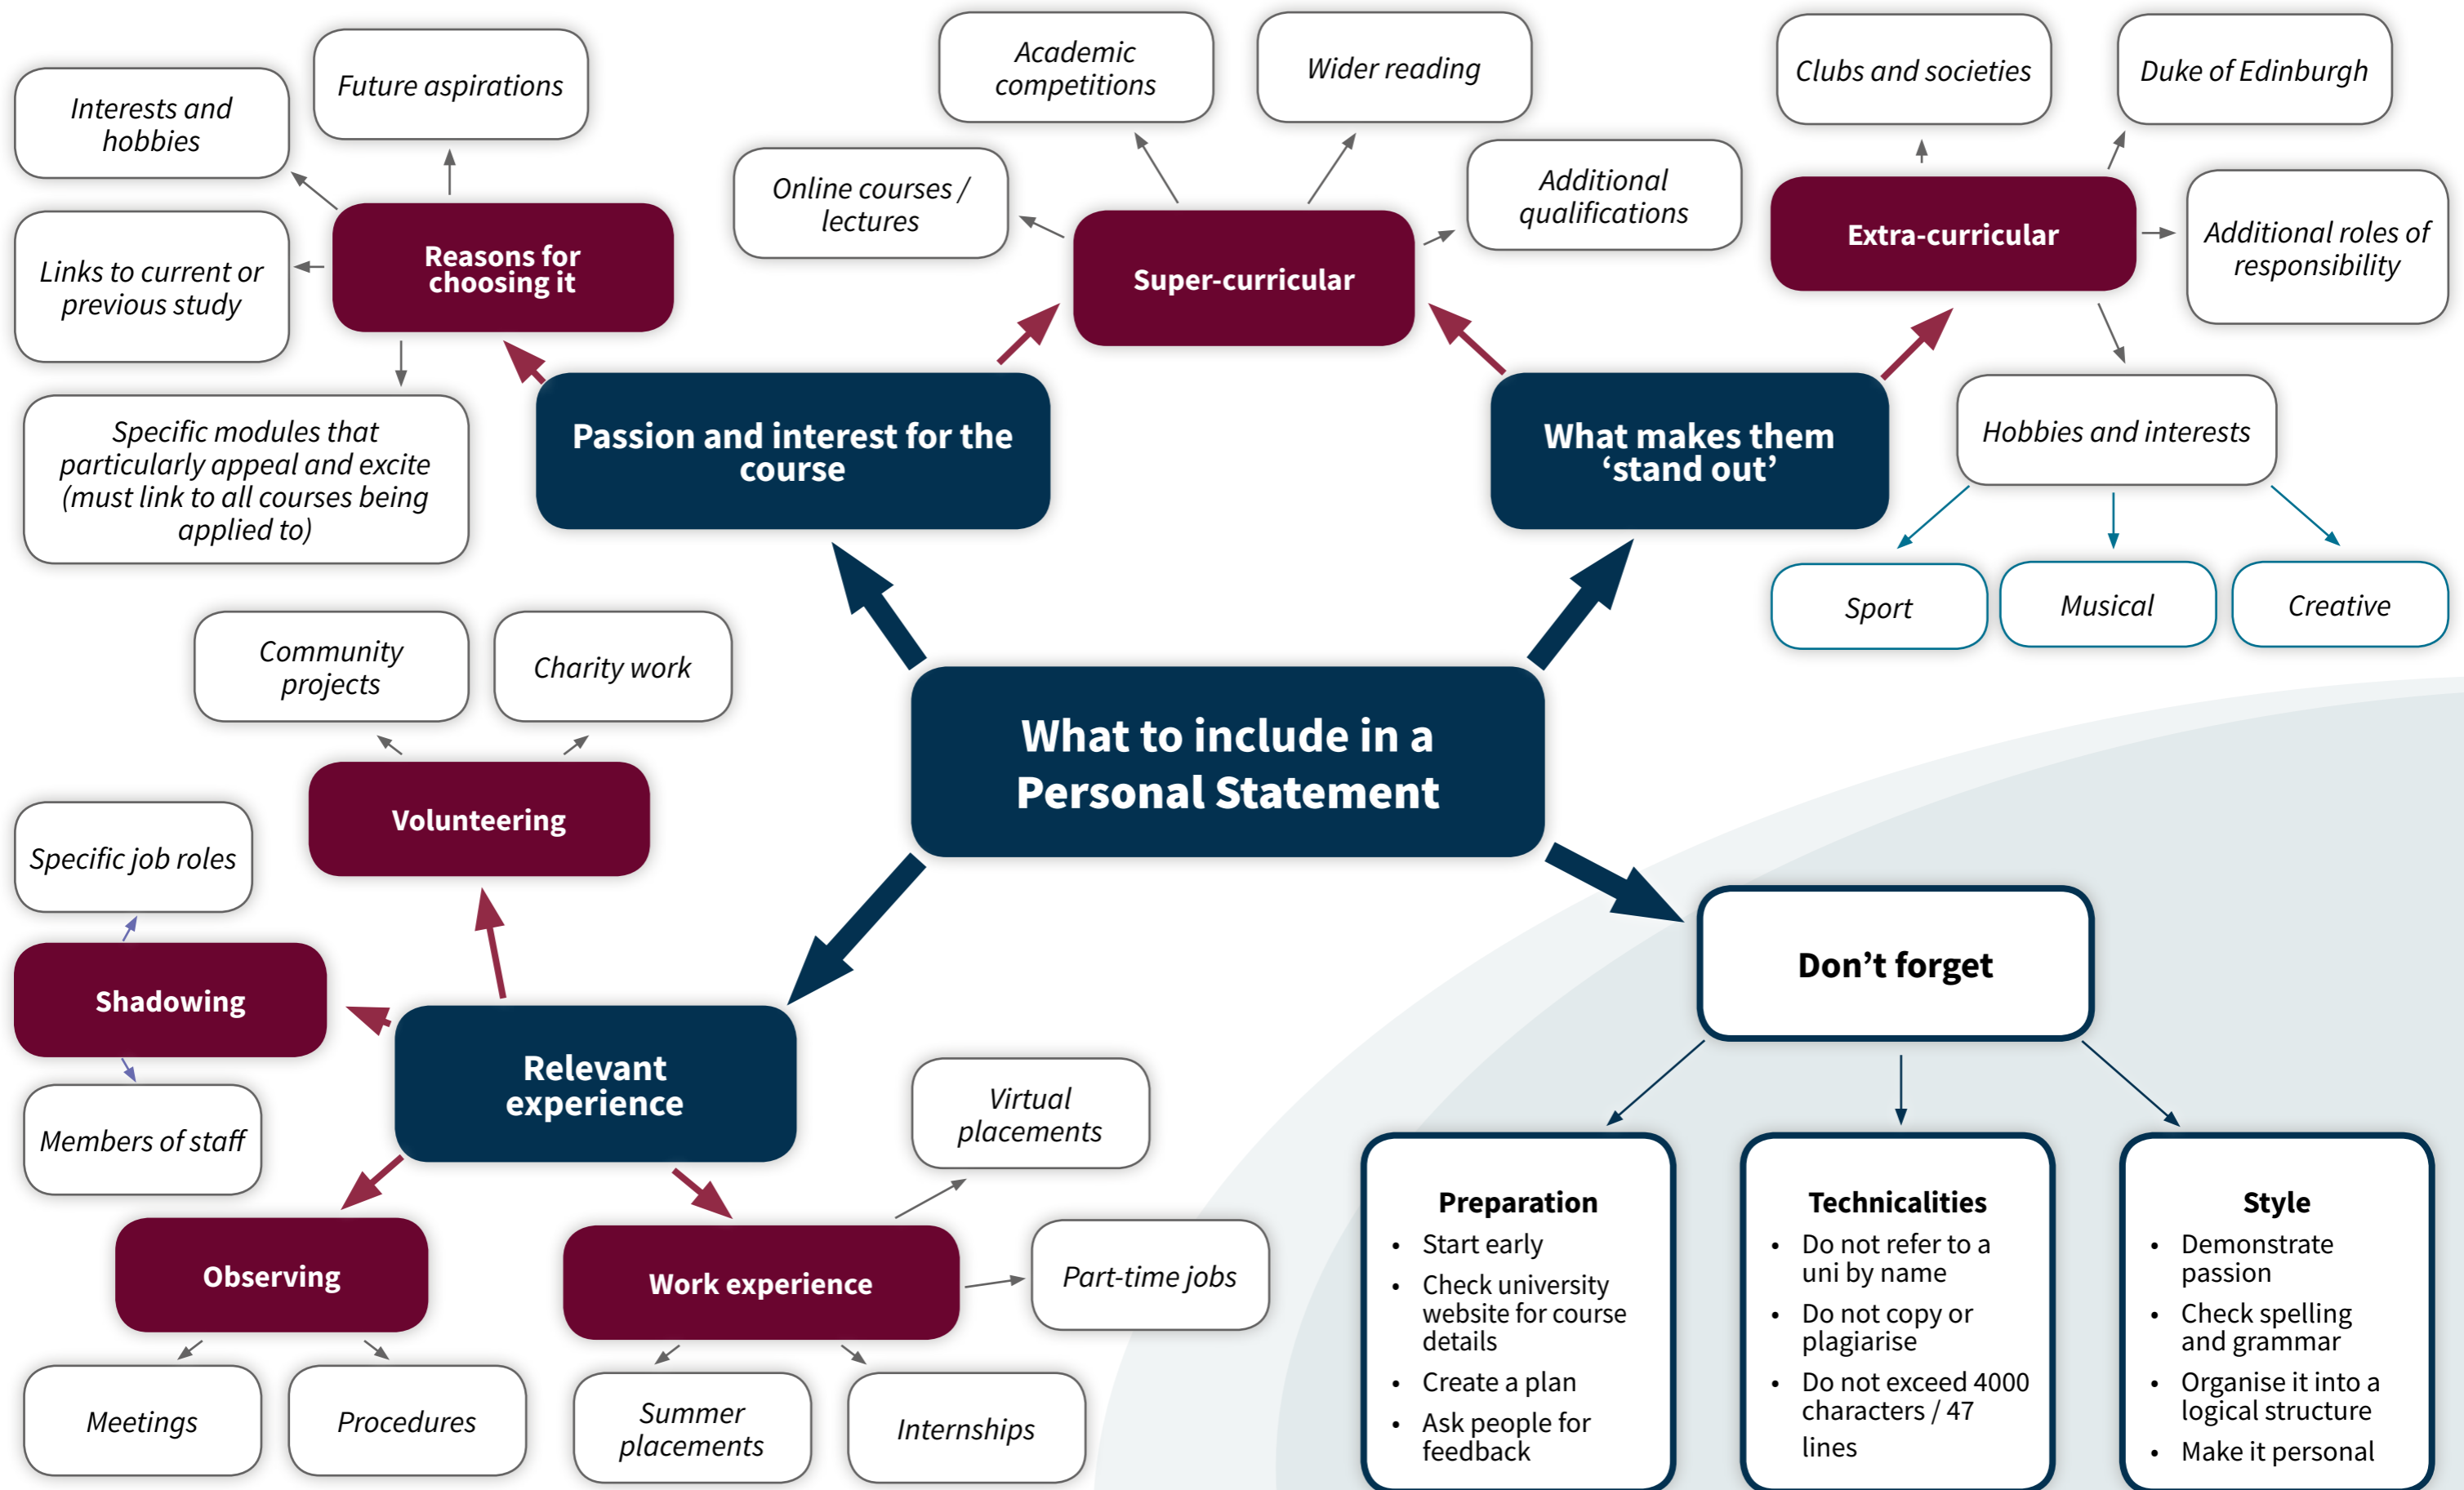 Interests and
hobbies
Future aspirations
Links to current or
previous study
Reasons for
choosing it
Specific modules that
particularly appeal and excite
(must link to all courses being
applied to)
Academic
competitions
Wider reading
Online courses /
lectures
Additional
qualifications
Super-curricular
Clubs and societies
Duke of Edinburgh
Extra-curricular
Additional roles of
responsibility
Hobbies and interests
Sport
Musical
Creative
Passion and interest for the
course
What makes them
‘stand out’
What to include in a
Personal Statement
Community
projects
Charity work
Volunteering
Specific job roles
Shadowing
Members of staff
Relevant
experience
Observing
Meetings
Procedures
Work experience
Virtual
placements
Part-time jobs
Summer
placements
Internships
Don’t forget
Preparation
• Start early
• Check university
website for course
details
• Create a plan
• Ask people for
feedback
Technicalities
• Do not refer to a
uni by name
• Do not copy or
plagiarise
• Do not exceed 4000
characters / 47
lines
Style
• Demonstrate
passion
• Check spelling
and grammar
• Organise it into a
logical structure
• Make it personal